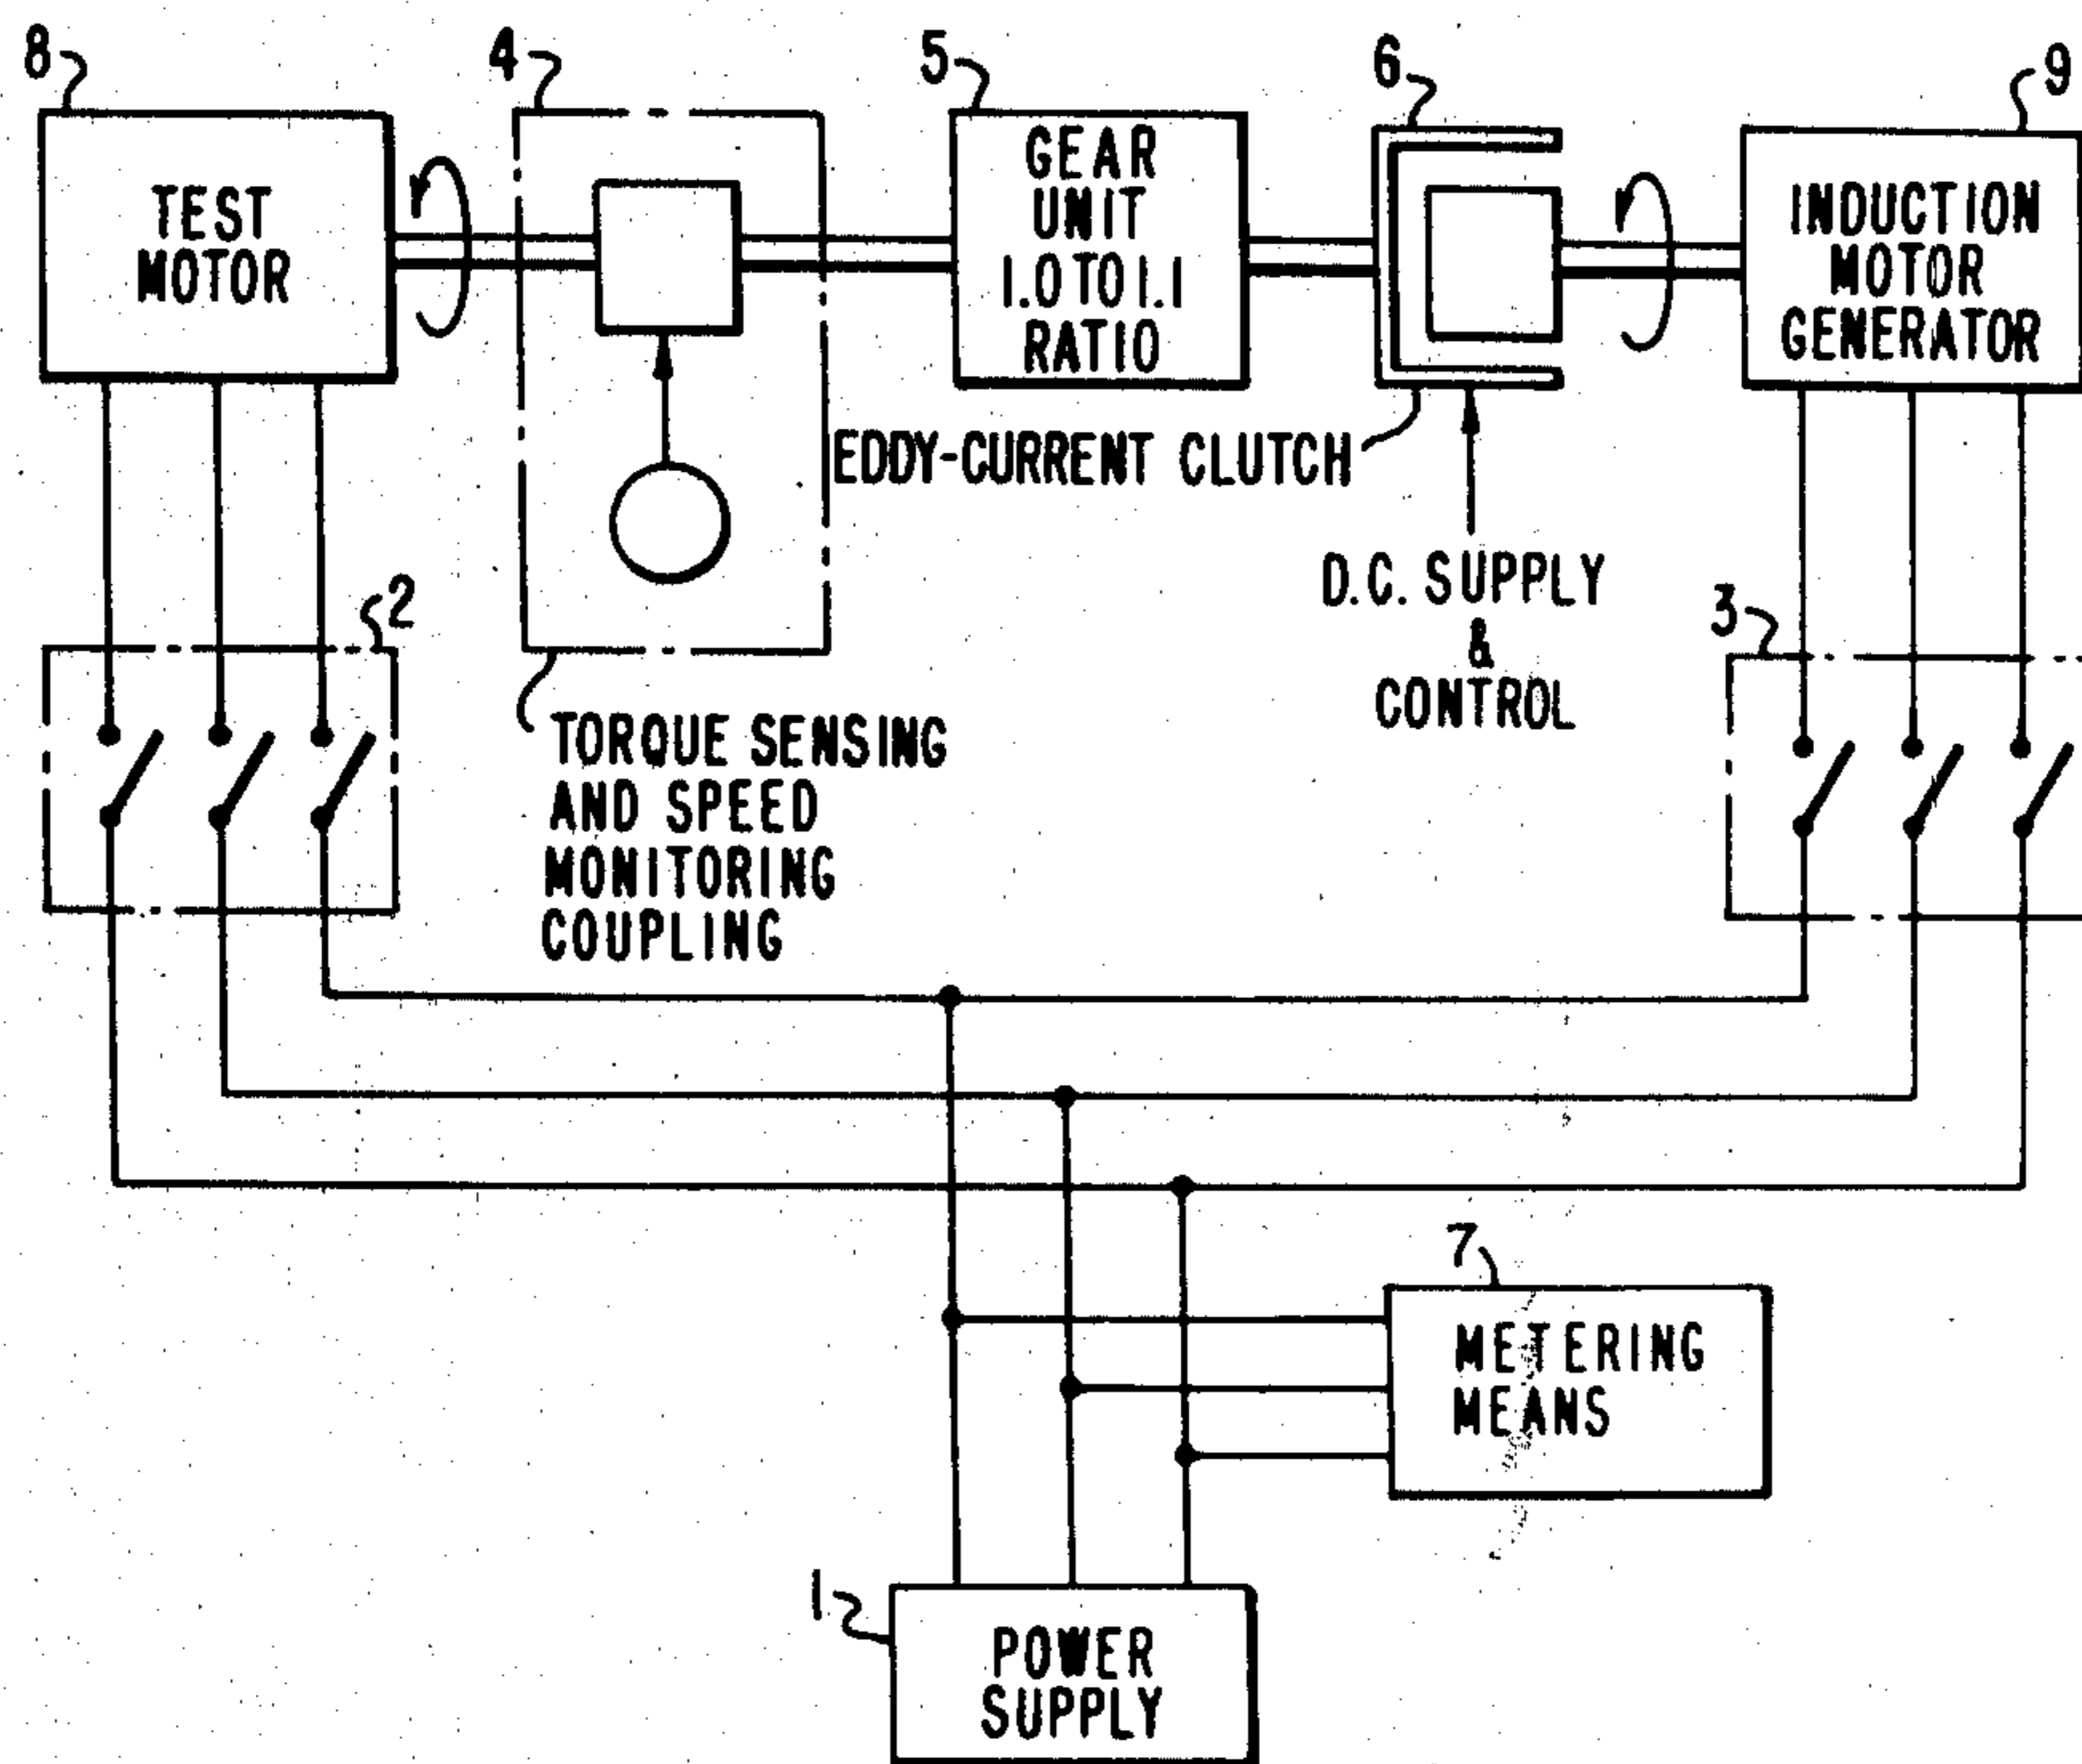 8
4
5
6
9
TEST
MOTOR
GEAR
UNIT
1.0 TO 1.1
RATIO
INDUCTION
MOTOR
GENERATOR
EDDY-CURRENT CLUTCH
D.C. SUPPLY
&
CONTROL
2
3
TORQUE SENSING
AND SPEED
MONITORING
COUPLING
7
METERING
MEANS
1
POWER
SUPPLY